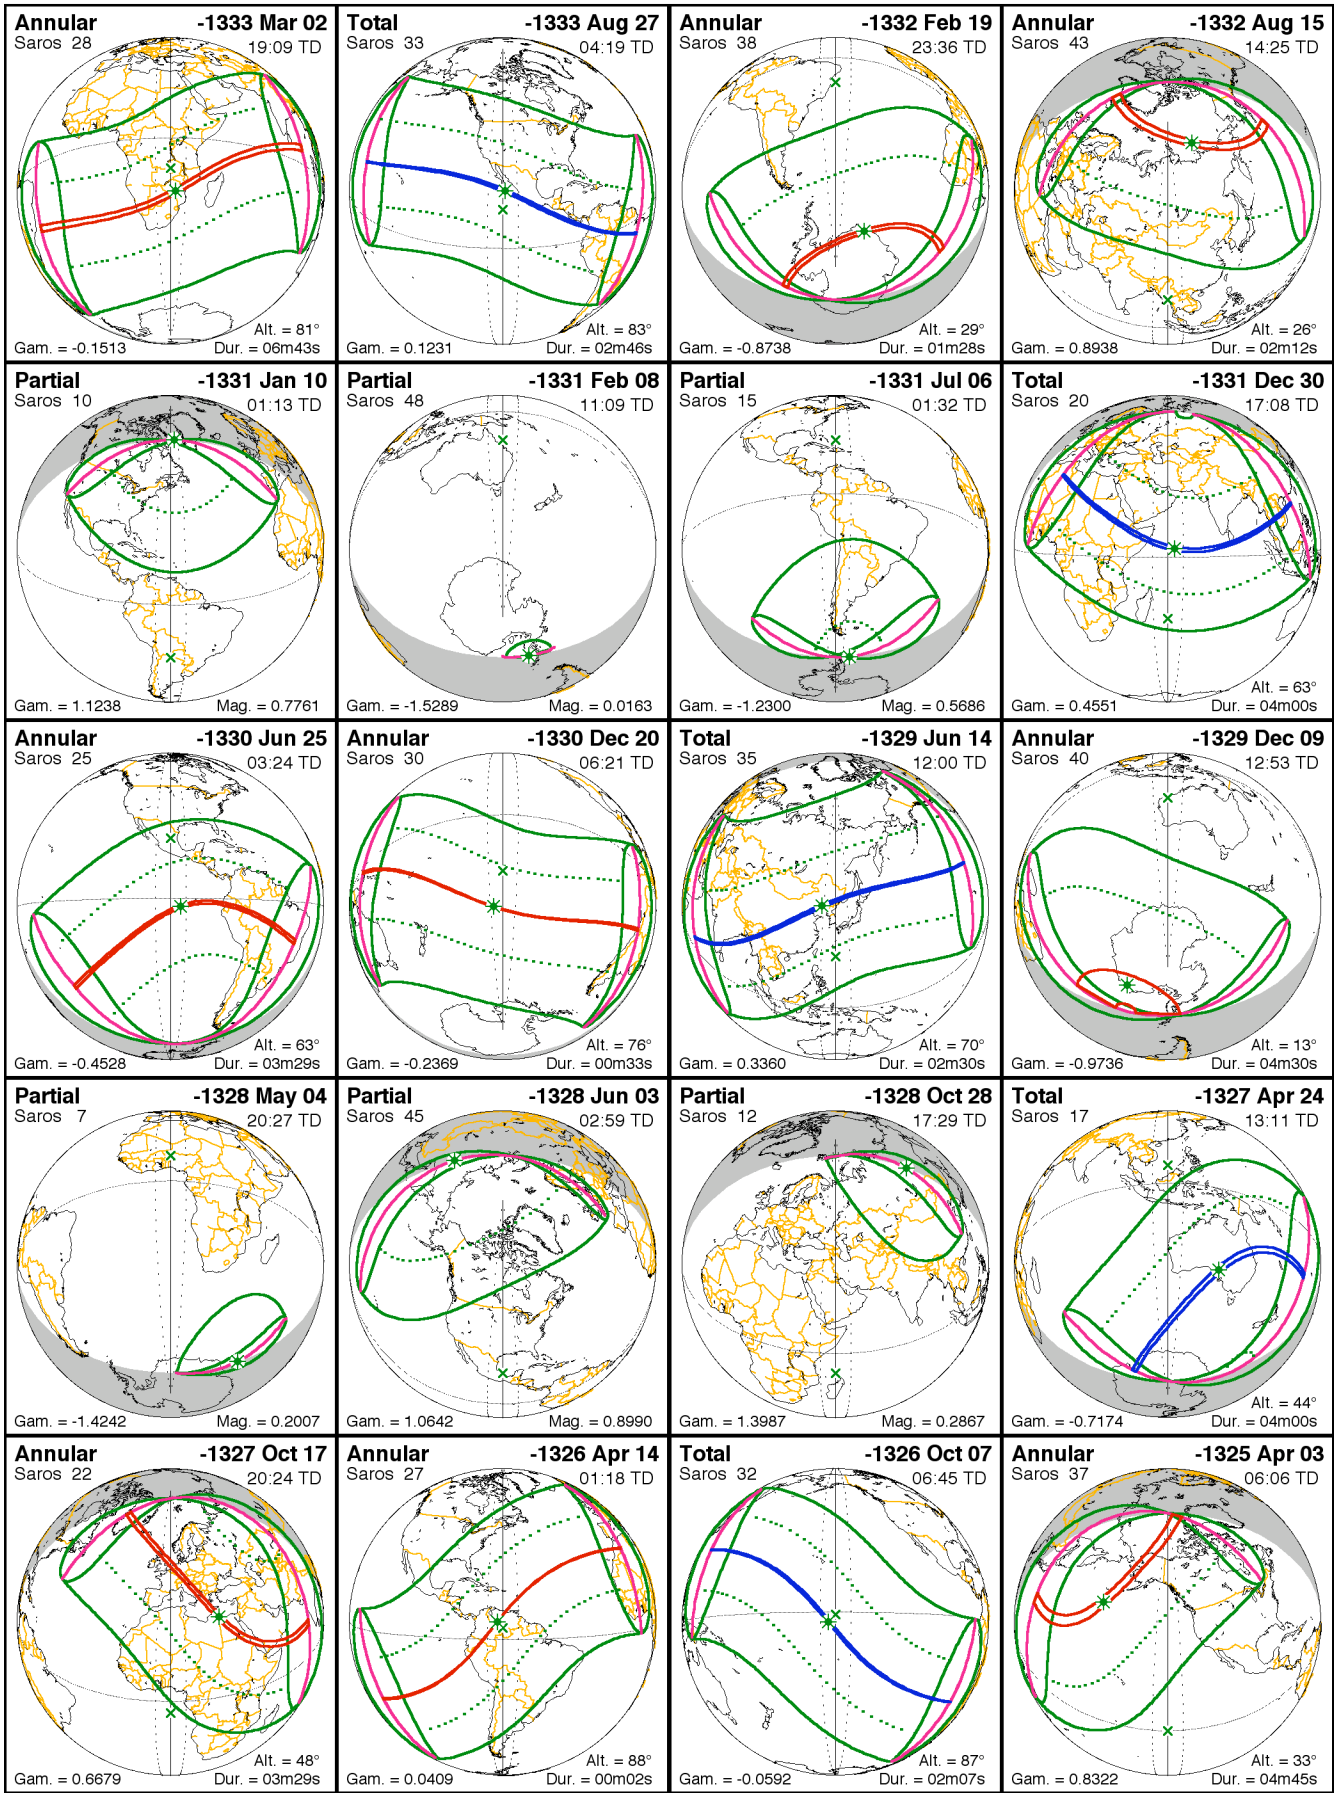 Annular -1333 Mar 02
Saros 28 19:09 TD
Alt. = 81°
Gam. = -0.1513 Dur. = 06m43s
Total -1333 Aug 27
Saros 33 04:19 TD
Alt. = 83°
Gam. = 0.1231 Dur. = 02m46s
Annular -1332 Feb 19
Saros 38 23:36 TD
Alt. = 29°
Gam. = -0.8738 Dur. = 01m28s
Annular -1332 Aug 15
Saros 43 14:25 TD
Alt. = 26°
Gam. = 0.8938 Dur. = 02m12s
Partial -1331 Jan 10
Saros 10 01:13 TD
Gam. = 1.1238 Mag. = 0.7761
Partial -1331 Feb 08
Saros 48 11:09 TD
Gam. = -1.5289 Mag. = 0.0163
Partial -1331 Jul 06
Saros 15 01:32 TD
Gam. = -1.2300 Mag. = 0.5686
Total -1331 Dec 30
Saros 20 17:08 TD
Alt. = 63°
Gam. = 0.4551 Dur. = 04m00s
Annular -1330 Jun 25
Saros 25 03:24 TD
Alt. = 63°
Gam. = -0.4528 Dur. = 03m29s
Annular -1330 Dec 20
Saros 30 06:21 TD
Alt. = 76°
Gam. = -0.2369 Dur. = 00m33s
Total -1329 Jun 14
Saros 35 12:00 TD
Alt. = 70°
Gam. = 0.3360 Dur. = 02m30s
Annular -1329 Dec 09
Saros 40 12:53 TD
Alt. = 13°
Gam. = -0.9736 Dur. = 04m30s
Partial -1328 May 04
Saros 7 20:27 TD
Gam. = -1.4242 Mag. = 0.2007
Partial -1328 Jun 03
Saros 45 02:59 TD
Gam. = 1.0642 Mag. = 0.8990
Partial -1328 Oct 28
Saros 12 17:29 TD
Gam. = 1.3987 Mag. = 0.2867
Total -1327 Apr 24
Saros 17 13:11 TD
Alt. = 44°
Gam. = -0.7174 Dur. = 04m00s
Annular -1327 Oct 17
Saros 22 20:24 TD
Alt. = 48°
Gam. = 0.6679 Dur. = 03m29s
Annular -1326 Apr 14
Saros 27 01:18 TD
Alt. = 88°
Gam. = 0.0409 Dur. = 00m02s
Total -1326 Oct 07
Saros 32 06:45 TD
Alt. = 87°
Gam. = -0.0592 Dur. = 02m07s
Annular -1325 Apr 03
Saros 37 06:06 TD
Alt. = 33°
Gam. = 0.8322 Dur. = 04m45s